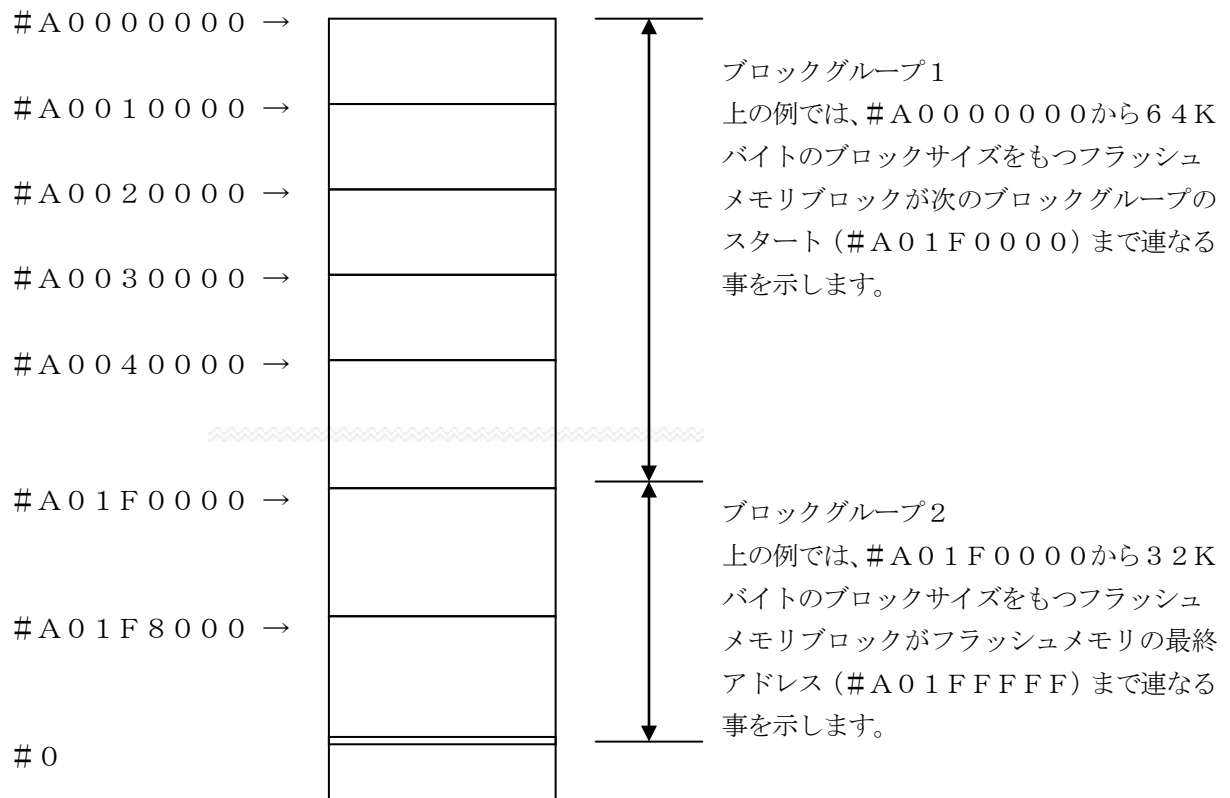 #A0000000 →
#A0010000 →
#A0020000 →
#A0030000 →
#A0040000 →
#A01F0000 →
#A01F8000 →
#0
ブロックグループ1
上の例では、#A0000000から64K
バイトのブロックサイズをもつフラッシュ
メモリブロックが次のブロックグループの
スタート(#A01F0000)まで連なる
事を示します。
ブロックグループ2
上の例では、#A01F0000から32K
バイトのブロックサイズをもつフラッシュ
メモリブロックがフラッシュメモリの最終
アドレス(#A01FFFFF)まで連なる
事を示します。